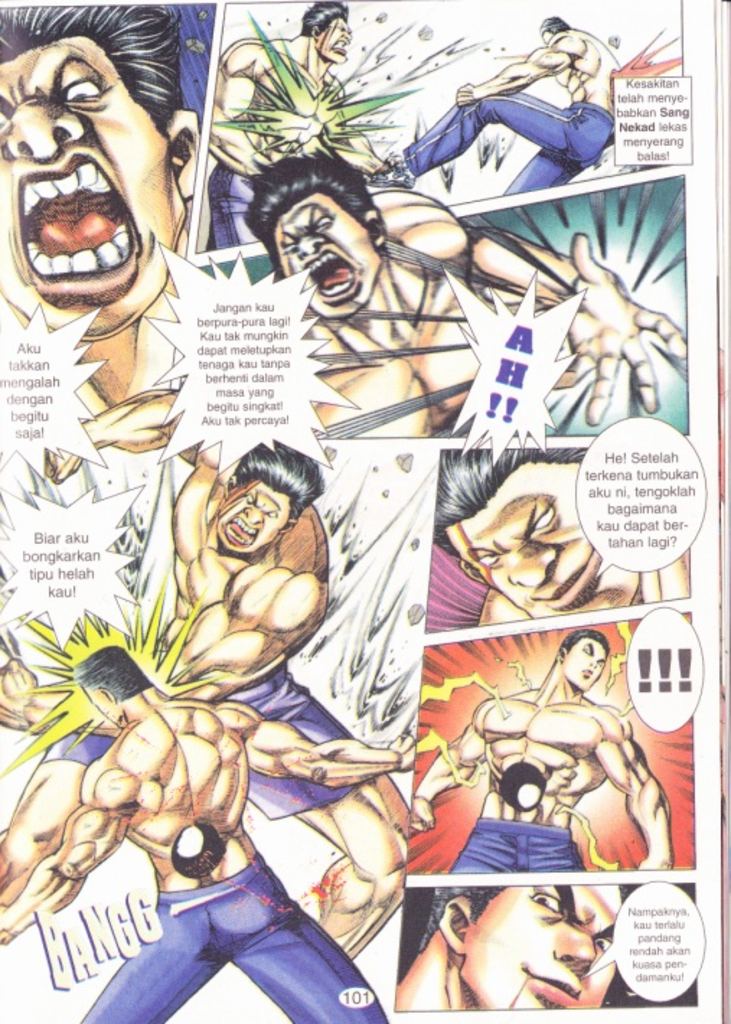 Kesakitan
telah menye-
babkan Sang
Nekad lekas
menyerang
balas!
Aku
takkan
mengalah
dengan
begitu
saja!
Jangan kau
berpura-pura lagi!
Kau tak mungkin
dapat meletupkan
tenaga kau tanpa
berhenti dalam
masa yang
begitu singkat!
Aku tak percaya!
AH!!
Biar aku
bongkarkan
tipu helah
kau!
He! Setelah
terkena tumbukan
aku ni, tengoklah
bagaimana
kau dapat ber-
tahan lagi?
!!!
BANGG
Nampaknya,
kau terlalu
pandang
rendah akan
kuasa pen-
damanku!
101